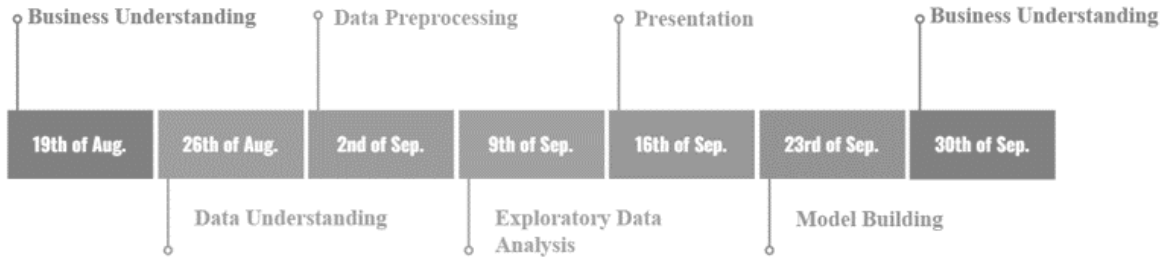 Business Understanding
Data Preprocessing
Presentation
Business Understanding
19th of Aug.
26th of Aug.
2nd of Sep.
9th of Sep.
16th of Sep.
23rd of Sep.
30th of Sep.
Data Understanding
Exploratory Data
Analysis
Model Building